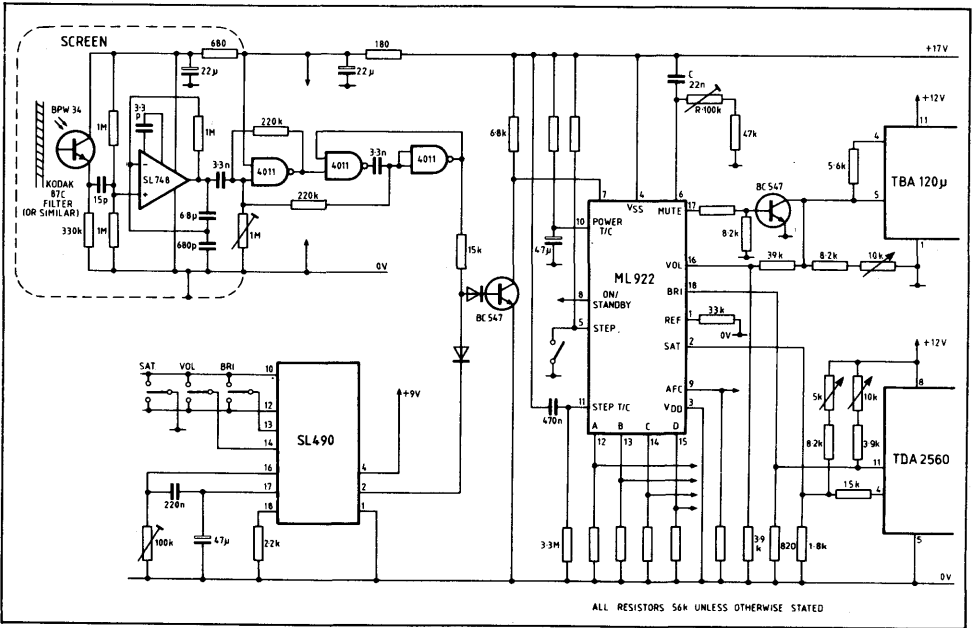 SCREEN
680
180
+17V
22µ
22µ
C
22n
R·100k
47k
+12V
11
BPW 34
3·3
p
1M
1M
220k
3·3n
4011
4011
3·3n
4011
6·8k
5·6k
4
TBA 120µ
5
1
SL748
KODAK
87C
FILTER
(OR SIMILAR)
15p
330k
1M
68µ
680p
220k
1M
0V
15k
BC547
7
4
VSS
6
MUTE
17
BC547
8·2k
10
POWER
T/C
47µ
ML922
VOL
16
39k
8·2k
10k
8
ON/
STANDBY
BRI
18
5
STEP
REF
1
33k
0V
SAT
2
+12V
AFC
9
11
STEP T/C
470n
VDD
3
A
B
C
D
12
13
14
15
8
5k
10k
8·2k
3·9k
11
TDA 2560
15k
4
5
SAT
VOL
BRI
10
12
13
14
16
17
18
SL490
4
2
1
+9V
220n
100k
47µ
22k
3·3M
3·9
k
820
1·8k
0V
ALL RESISTORS 56k UNLESS OTHERWISE STATED